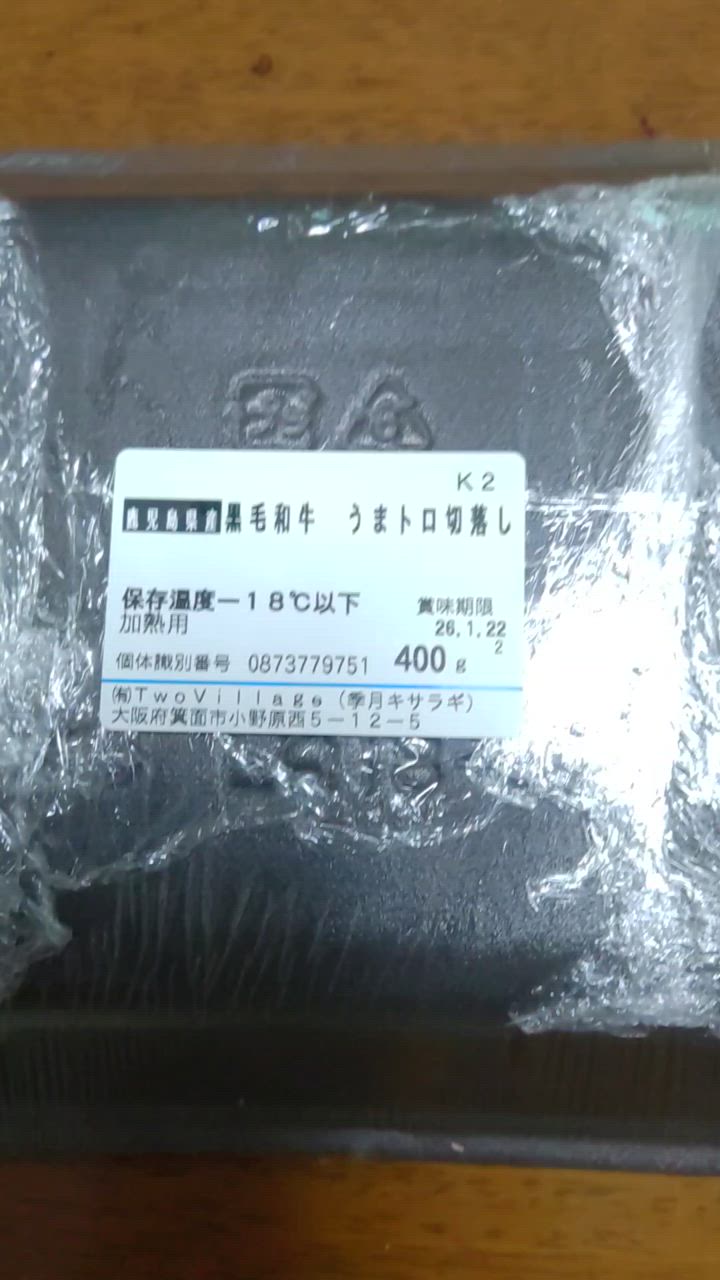 K2
鹿児島県産黒毛和牛 うまトロ切落し
保存温度－18℃以下 賞味期限
加熱用 26.1.22
個体識別番号 0873779751 400g 2
㈲TwoVillage(季月キサラギ)
大阪府箕面市小野原西5－12－5